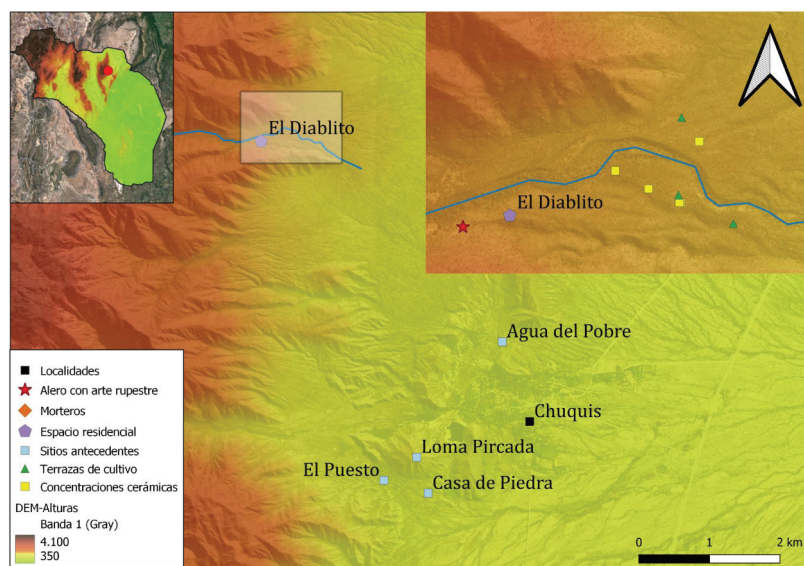 El Diablito
El Diablito
Agua del Pobre
Chuquis
Loma Pircada
El Puesto
Casa de Piedra
Localidades
Alero con arte rupestre
Morteros
Espacio residencial
Sitios antecedentes
Terrazas de cultivo
Concentraciones cerámicas
DEM-Alturas
Banda 1 (Gray)
4.100
350
0 1 2 km